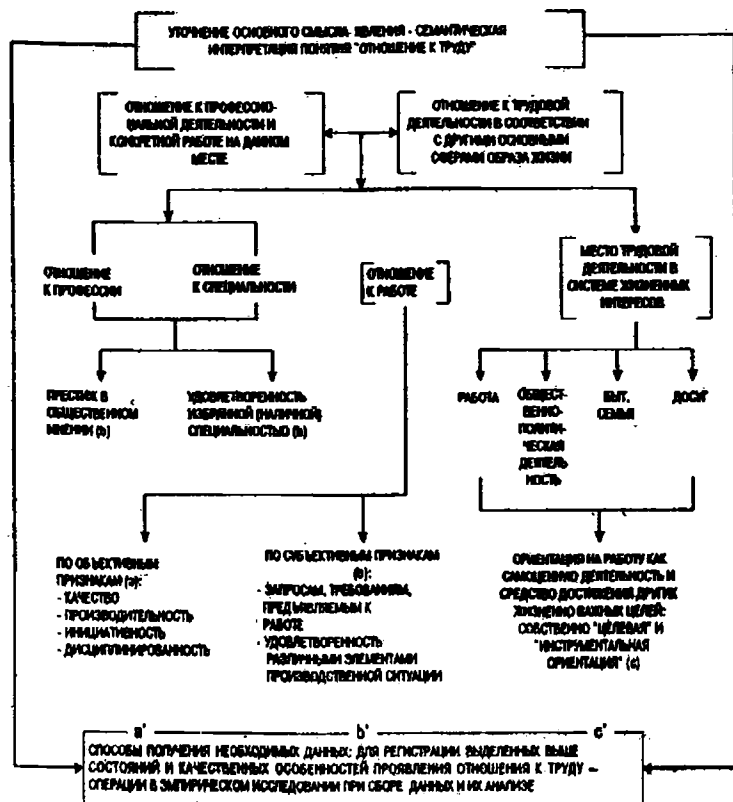 УТОЧНЕНИЕ ОСНОВНОГО СМЫСЛА ЯВЛЕНИЯ - СЕМАНТИЧЕСКАЯ
ИНТЕРПРЕТАЦИЯ ПОНЯТИЯ "ОТНОШЕНИЕ К ТРУДУ"
ОТНОШЕНИЕ К ПРОФЕССИО-
НАЛЬНОЙ ДЕЯТЕЛЬНОСТИ И
КОНКРЕТНОЙ РАБОТЕ НА ДАННОМ
МЕСТЕ
ОТНОШЕНИЕ К ТРУДОВОЙ
ДЕЯТЕЛЬНОСТИ В СООТВЕТСТВИИ
С ДРУГИМИ ОСНОВНЫМИ
СФЕРАМИ ОБРАЗА ЖИЗНИ
ОТНОШЕНИЕ
К ПРОФЕССИИ
ОТНОШЕНИЕ
К СПЕЦИАЛЬНОСТИ
ОТНОШЕНИЕ
К РАБОТЕ
МЕСТО ТРУДОВОЙ
ДЕЯТЕЛЬНОСТИ В
СИСТЕМЕ ЖИЗНЕННЫХ
ИНТЕРЕСОВ
ПРЕСТИЖ В
ОБЩЕСТВЕННОМ
МНЕНИИ (b)
УДОВЛЕТВОРЕННОСТЬ
ИЗБРАННОЙ (НАЛИЧНОЙ)
СПЕЦИАЛЬНОСТЬЮ (b)
РАБОТА
ОБЩЕСТ-
ВЕННО-
ПОЛИТИ-
ЧЕСКАЯ
ДЕЯТЕЛЬ
НОСТЬ
БЫТ,
СЕМЬЯ
ДОСУГ
ПО ОБЪЕКТИВНЫМ
ПРИЗНАКАМ (a):
- КАЧЕСТВО
- ПРОИЗВОДИТЕЛЬНОСТЬ
- ИНИЦИАТИВНОСТЬ
- ДИСЦИПЛИНИРОВАННОСТЬ
ПО СУБЪЕКТИВНЫМ ПРИЗНАКАМ
(b):
- ЗАПРОСАМ, ТРЕБОВАНИЯМ,
ПРЕДЪЯВЛЯЕМЫМ К
РАБОТЕ
- УДОВЛЕТВОРЕННОСТЬ
РАЗЛИЧНЫМИ ЭЛЕМЕНТАМИ
ПРОИЗВОДСТВЕННОЙ СИТУАЦИИ
ОРИЕНТАЦИЯ НА РАБОТУ КАК
САМОЦЕННУЮ ДЕЯТЕЛЬНОСТЬ И
СРЕДСТВО ДОСТИЖЕНИЯ ДРУГИХ
ЖИЗНЕННО ВАЖНЫХ ЦЕЛЕЙ:
СОБСТВЕННО "ЦЕЛЕВАЯ" И
"ИНСТРУМЕНТАЛЬНАЯ
ОРИЕНТАЦИЯ" (c)
a' b' c'
СПОСОБЫ ПОЛУЧЕНИЯ НЕОБХОДИМЫХ ДАННЫХ: ДЛЯ РЕГИСТРАЦИИ ВЫДЕЛЕННЫХ ВЫШЕ
СОСТОЯНИЙ И КАЧЕСТВЕННЫХ ОСОБЕННОСТЕЙ ПРОЯВЛЕНИЯ ОТНОШЕНИЯ К ТРУДУ –
ОПЕРАЦИИ В ЭМПИРИЧЕСКОМ ИССЛЕДОВАНИИ ПРИ СБОРЕ ДАННЫХ И ИХ АНАЛИЗЕ